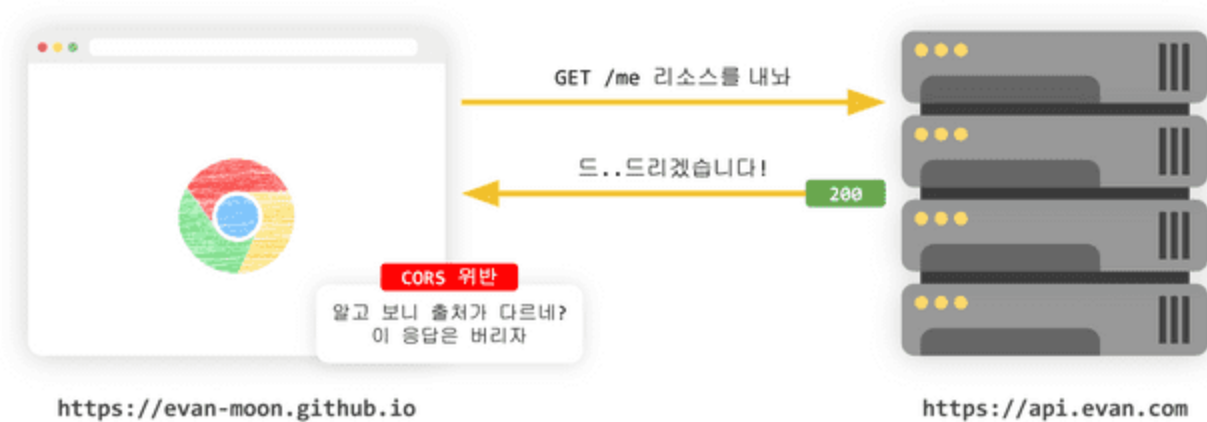 GET /me 리소스를 내놔
드..드리겠습니다!
200
CORS 위반
알고 보니 출처가 다르네?
이 응답은 버리자
https://evan-moon.github.io
https://api.evan.com